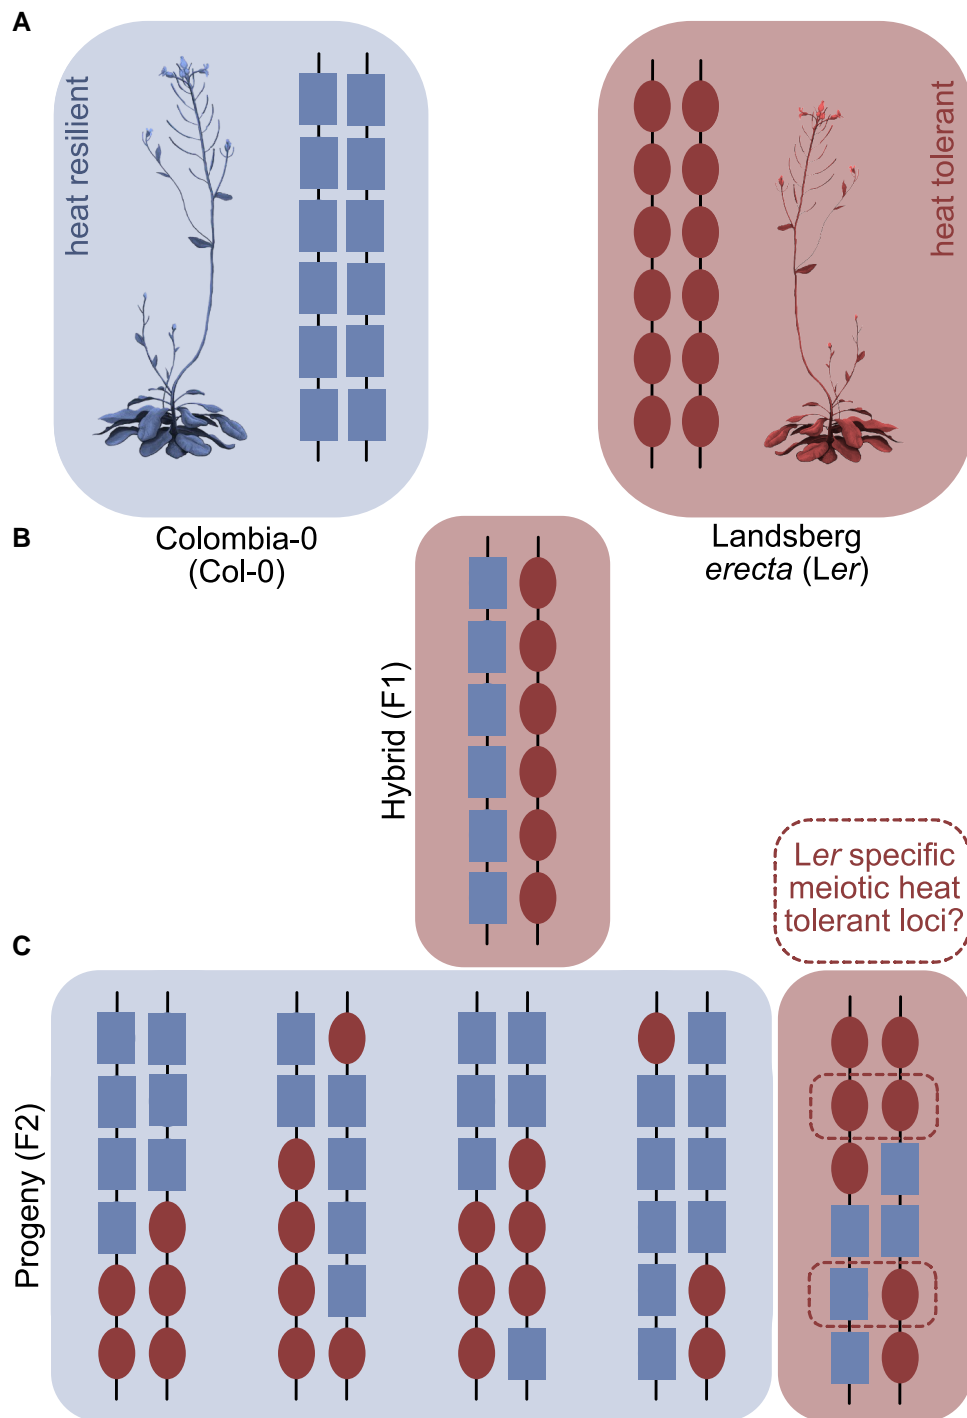 A
heat resilient
heat tolerant
Colombia-0
(Col-0)
Landsberg
erecta (Ler)
B
Hybrid (F1)
Ler specific
meiotic heat
tolerant loci?
C
Progeny (F2)